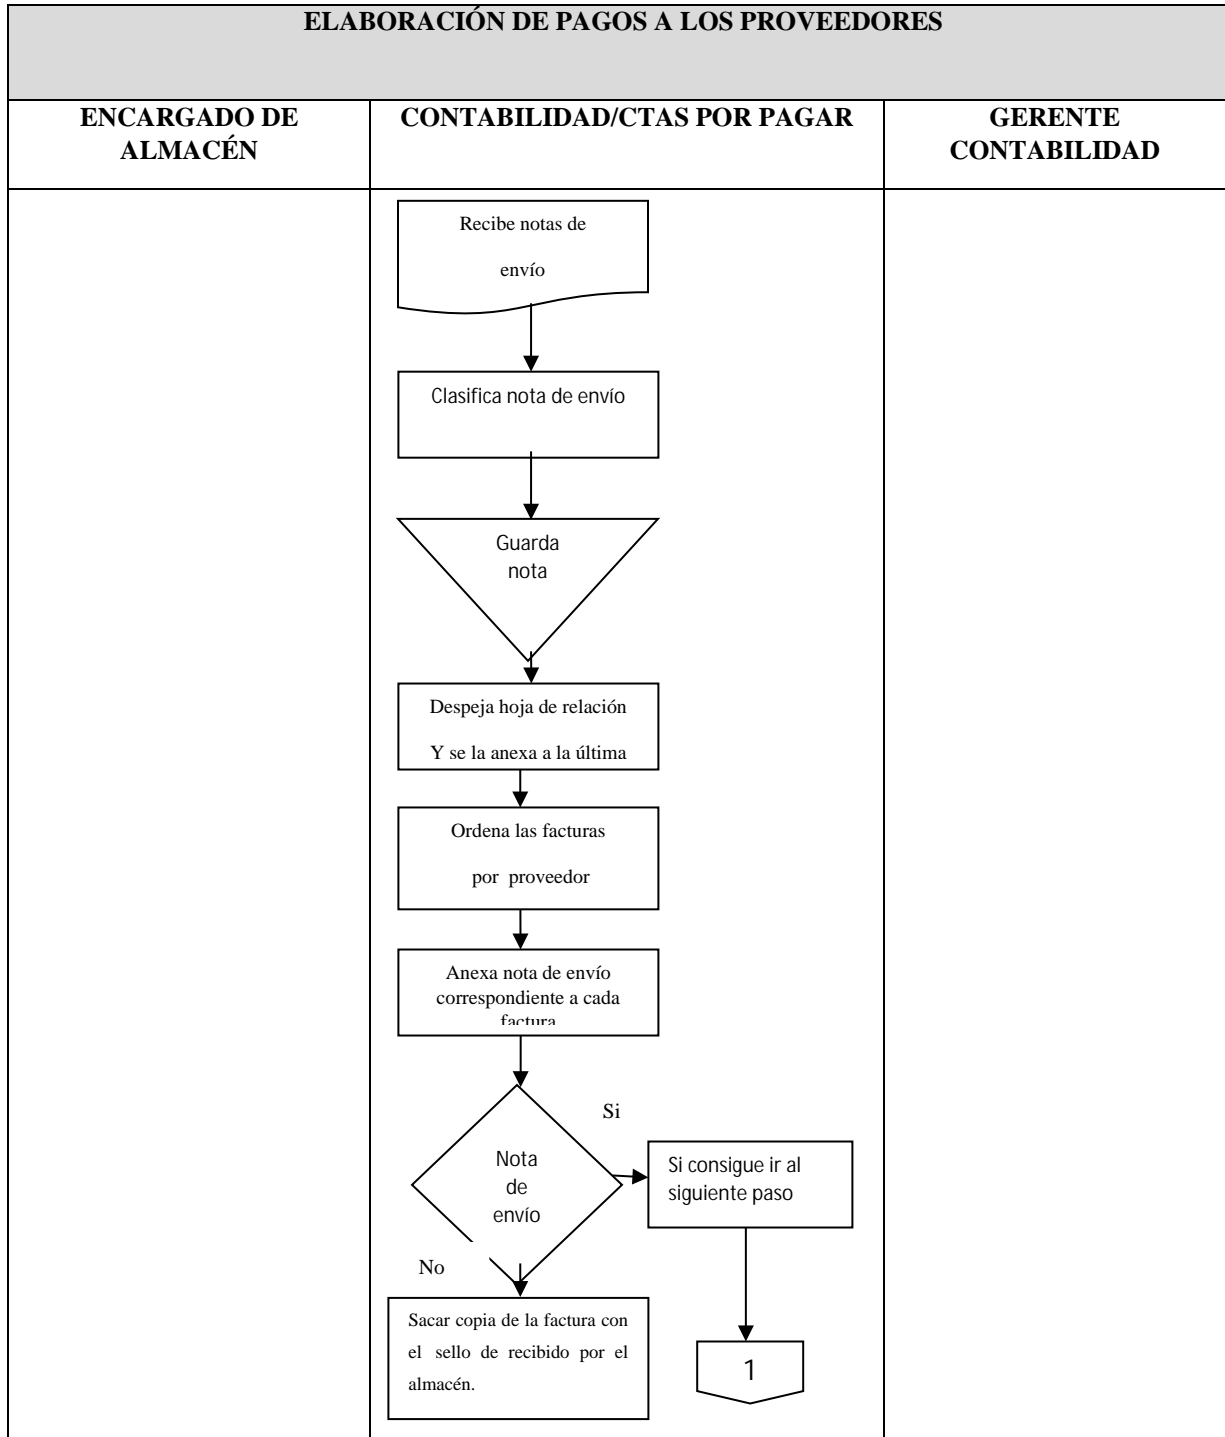 ELABORACIÓN DE PAGOS A LOS PROVEEDORES
ENCARGADO DE
ALMACÉN
CONTABILIDAD/CTAS POR PAGAR
GERENTE
CONTABILIDAD
Recibe notas de
envío
Clasifica nota de envío
Guarda
nota
Despeja hoja de relación
Y se la anexa a la última
Ordena las facturas
por proveedor
Anexa nota de envío
correspondiente a cada
factura
Si
Nota
de
envío
Si consigue ir al
siguiente paso
No
Sacar copia de la factura con
el sello de recibido por el
almacén.
1